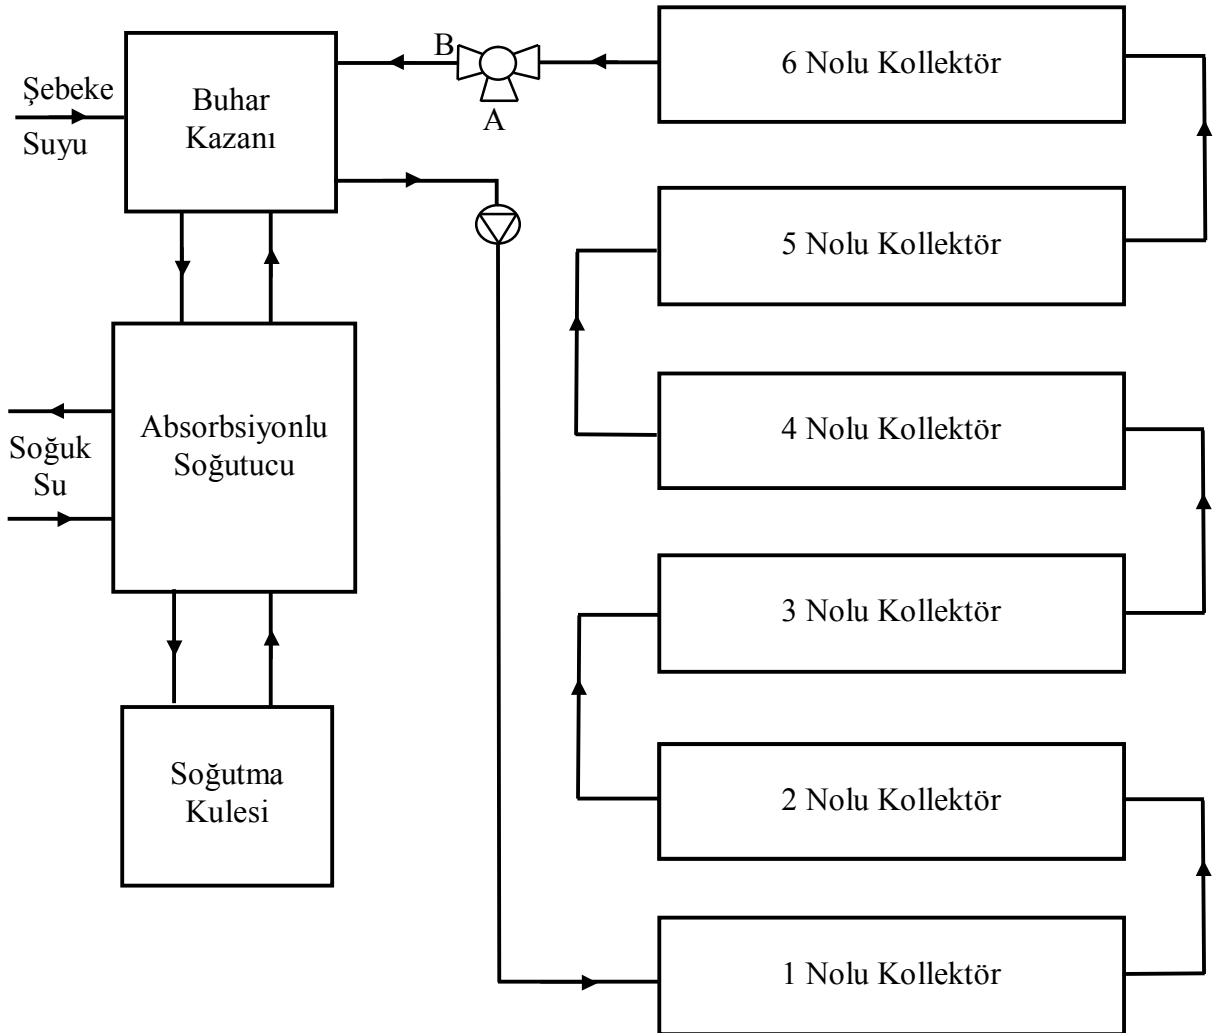 Şebeke
Suyu
Buhar
Kazanı
B
A
6 Nolu Kollektör
5 Nolu Kollektör
4 Nolu Kollektör
Absorbsiyonlu
Soğutucu
Soğuk
Su
3 Nolu Kollektör
2 Nolu Kollektör
Soğutma
Kulesi
1 Nolu Kollektör